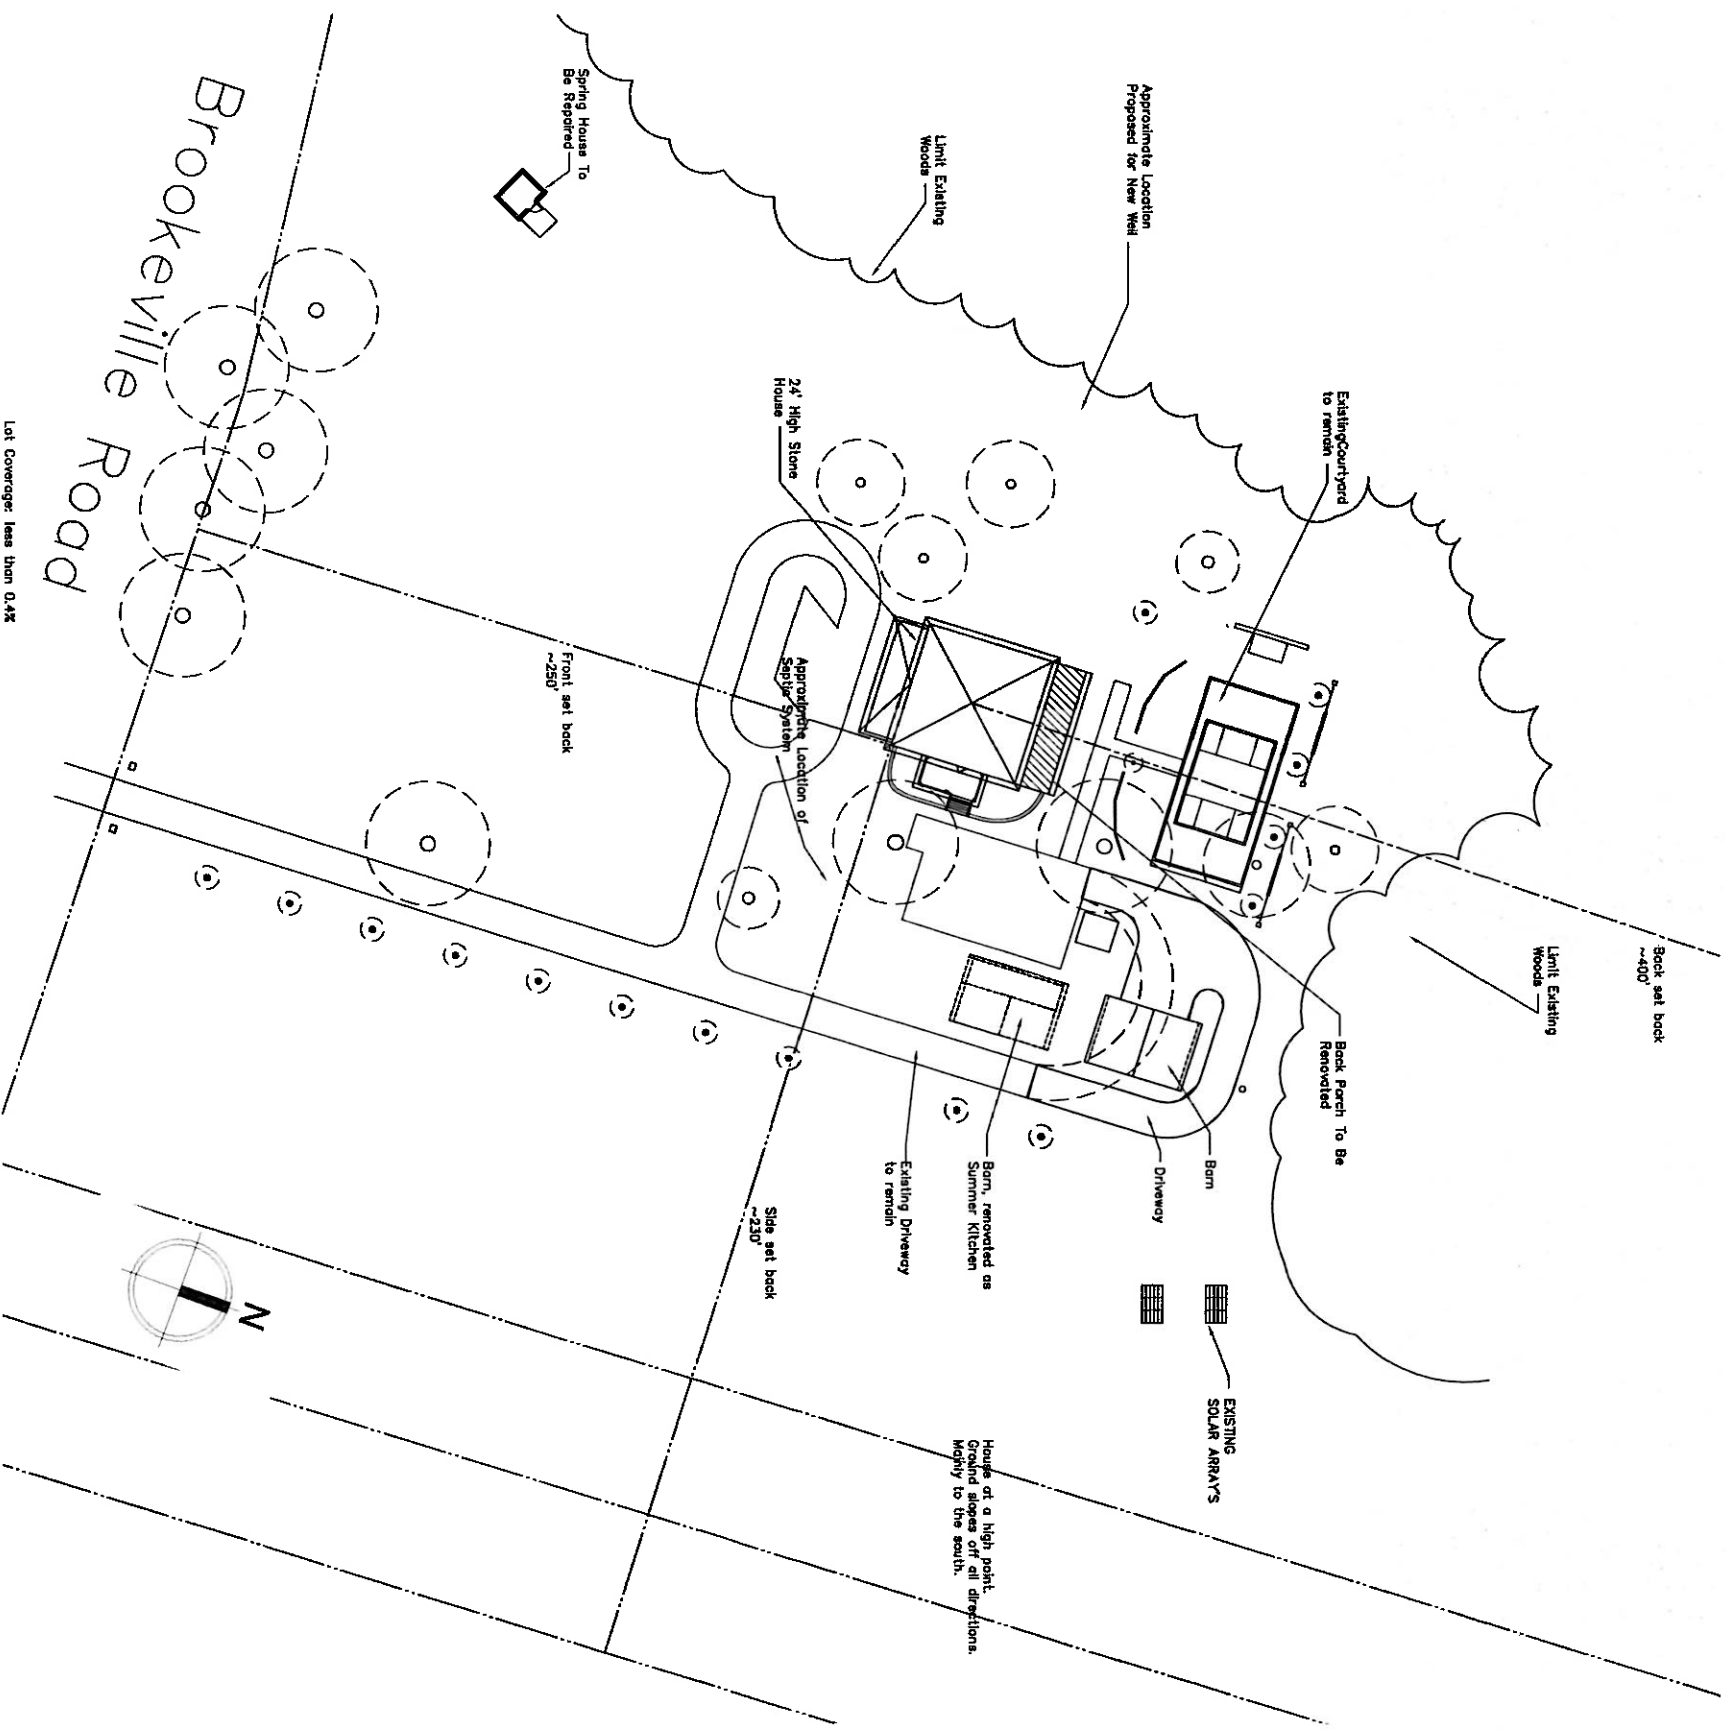 Back set back
~400'
Limit Existing
Woods
ExistingCourtyard
to remain
Back Porch To Be
Renovated
Barn
EXISTING
SOLAR ARRAY'S
Approximate Location
Proposed for New Well
Driveway
Limit Existing
Woods
Barn, renovated as
Summer Kitchen
House at a high point.
Ground slopes off all directions.
Mainly to the south.
Existing Driveway
to remain
24' High Stone
House
Approximate Location of
Septic System
Side set back
~230'
Spring House To
Be Repaired
Front set back
~250'
N
Brookeville Road
Lot Coverage: less than 0.4%